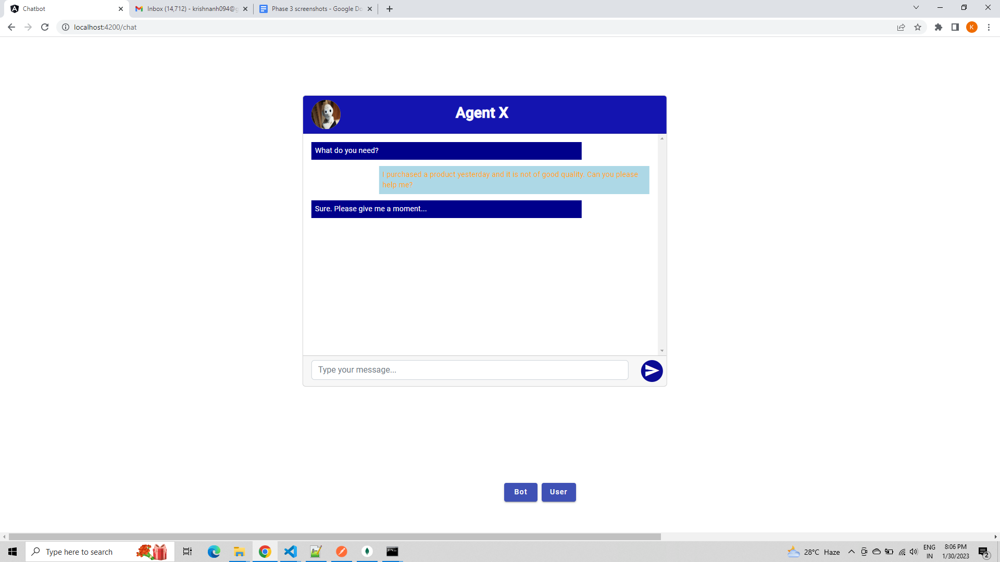 Chatbot
Inbox (14,712) - krishnanh094@g
Phase 3 screenshots - Google Do
localhost:4200/chat
K
Agent X
What do you need?
I purchased a product yesterday and it is not of good quality. Can you please
help me?
Sure. Please give me a moment...
Type your message...
Bot
User
Type here to search
28°C Haze
ENG
IN
8:06 PM
1/30/2023
2